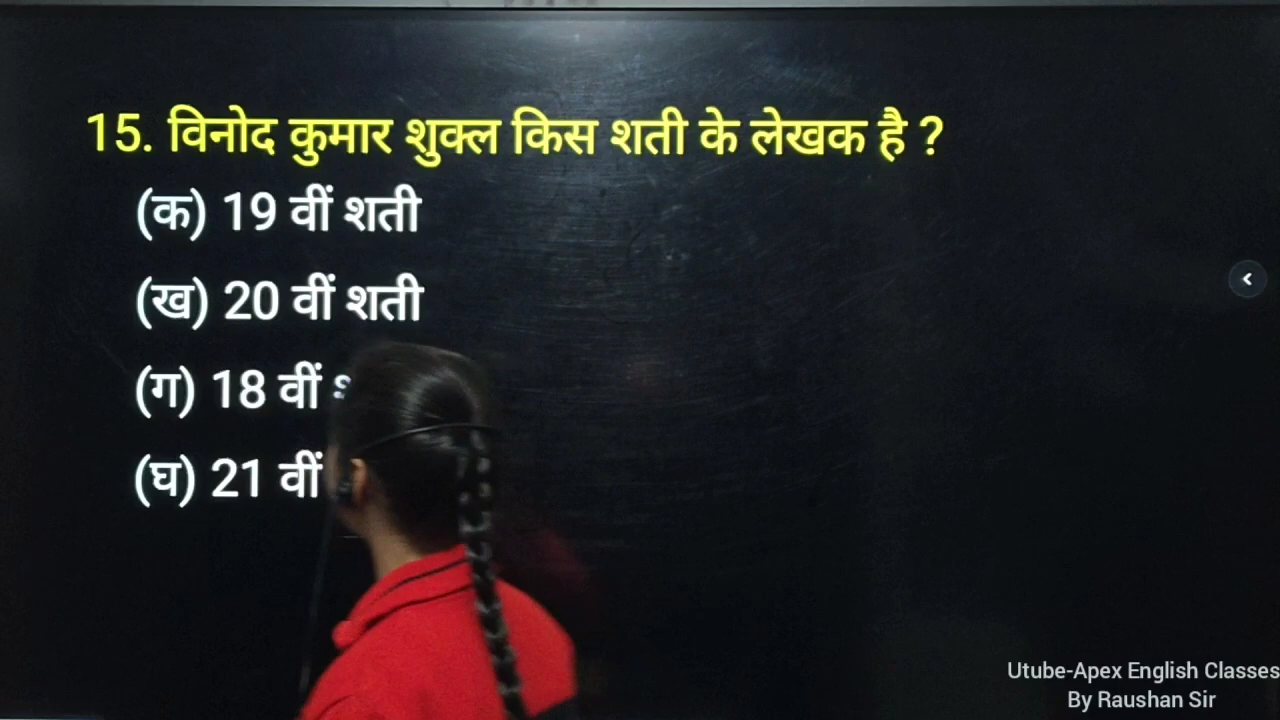 15. विनोद कुमार शुक्ल किस शती के लेखक है ?
(क) 19 वीं शती
(ख) 20 वीं शती
(ग) 18 वीं
(घ) 21 वीं
Utube-Apex English Classes
By Raushan Sir